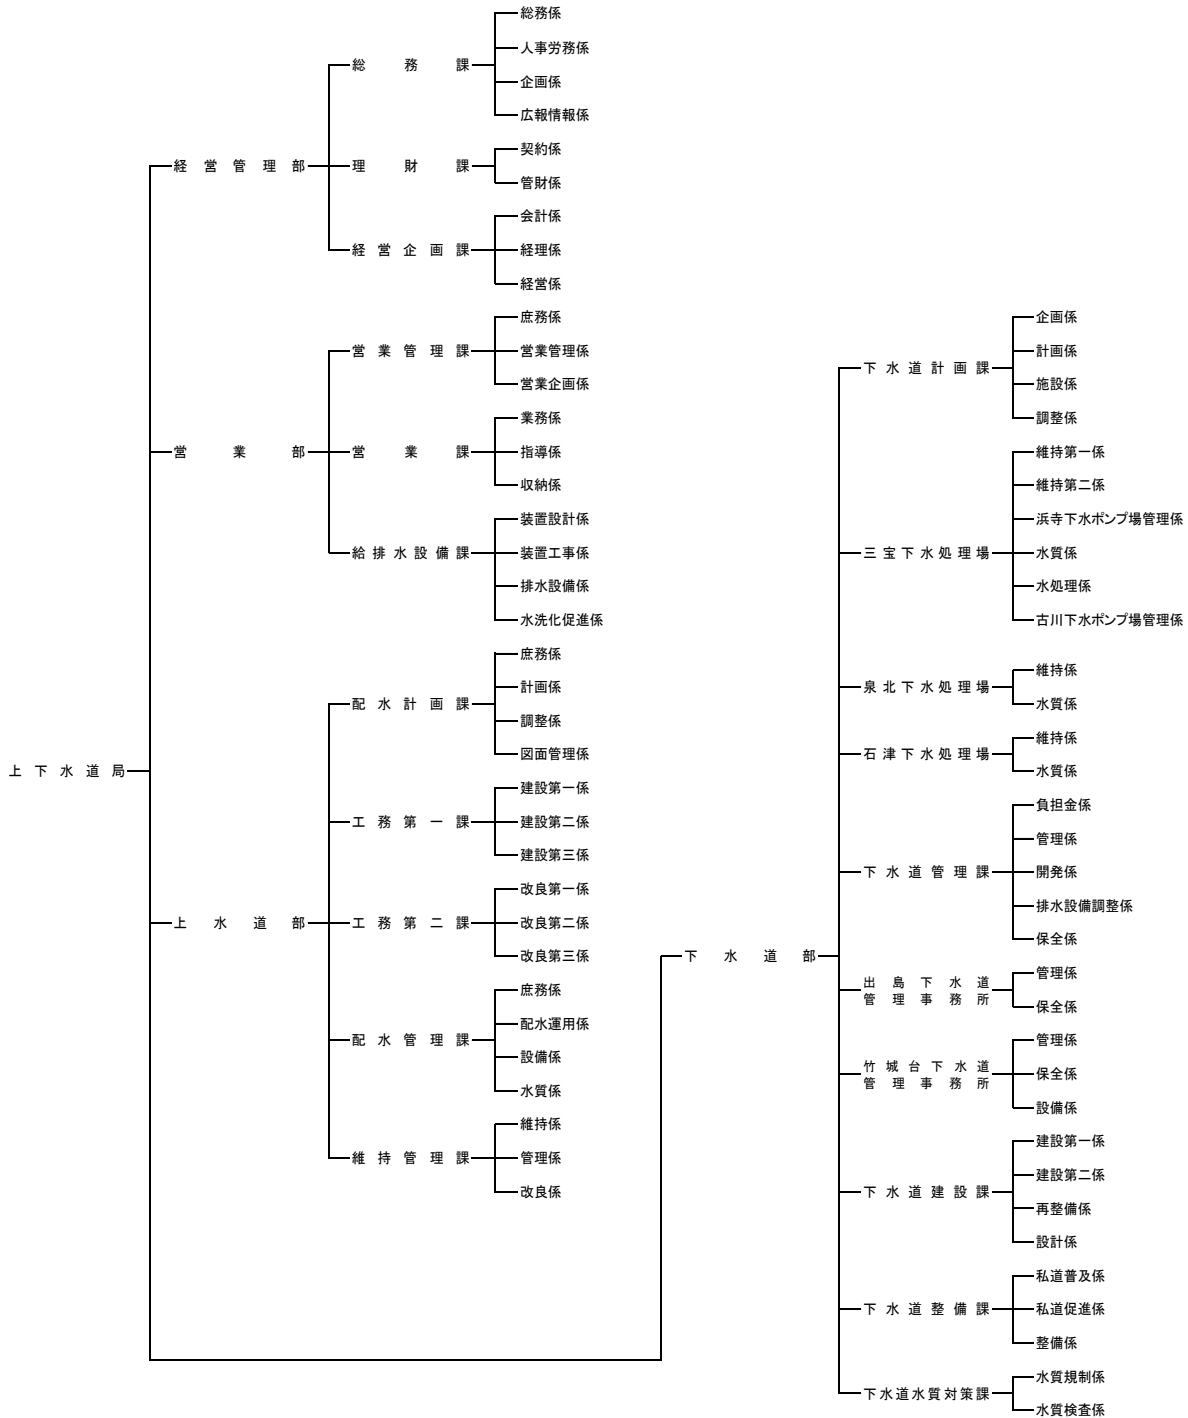 上下水道局
経営管理部
総務課
総務係
人事労務係
企画係
広報情報係
理財課
契約係
管財係
経営企画課
会計係
経理係
経営係
営業部
営業管理課
庶務係
営業管理係
営業企画係
営業課
業務係
指導係
収納係
給排水設備課
装置設計係
装置工事係
排水設備係
水洗化促進係
上水道部
配水計画課
庶務係
計画係
調整係
図面管理係
工務第一課
建設第一係
建設第二係
建設第三係
工務第二課
改良第一係
改良第二係
改良第三係
配水管理課
庶務係
配水運用係
設備係
水質係
維持管理課
維持係
管理係
改良係
下水道部
下水道計画課
企画係
計画係
施設係
調整係
三宝下水処理場
維持第一係
維持第二係
浜寺下水ポンプ場管理係
水質係
水処理係
古川下水ポンプ場管理係
泉北下水処理場
維持係
水質係
石津下水処理場
維持係
水質係
下水道管理課
負担金係
管理係
開発係
排水設備調整係
保全係
出島下水道
管理事務所
管理係
保全係
竹城台下水道
管理事務所
管理係
保全係
設備係
下水道建設課
建設第一係
建設第二係
再整備係
設計係
下水道整備課
私道普及係
私道促進係
整備係
下水道水質対策課
水質規制係
水質検査係